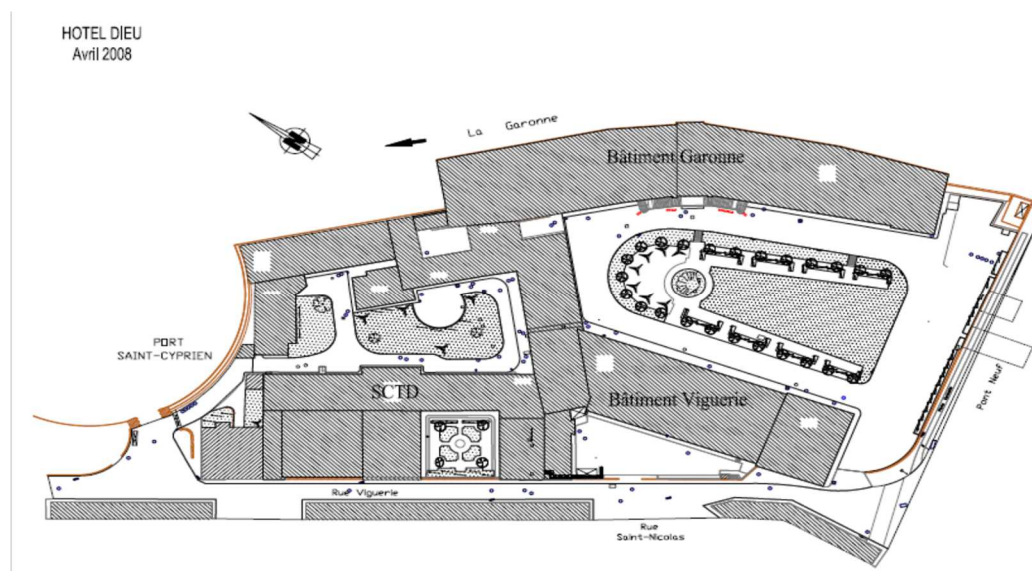 HOTEL DIEU
Avril 2008
La Garonne
Bâtiment Garonne
PORT
SAINT-CYPRIEN
SCTD
Bâtiment Viguerie
Pont Neuf
Rue Viguerie
Rue
Saint-Nicolas